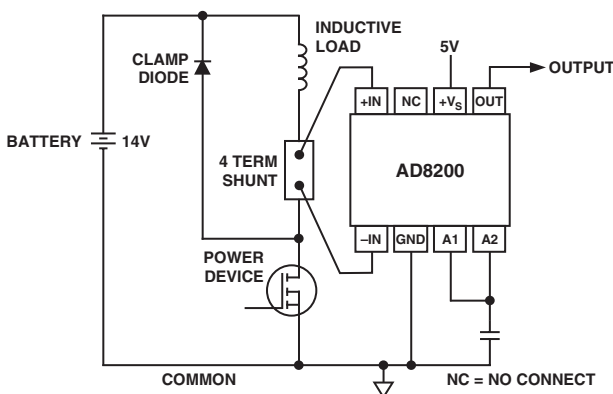 INDUCTIVE
LOAD
CLAMP
DIODE
5V
OUTPUT
+IN
NC
+VS
OUT
BATTERY
14V
4 TERM
SHUNT
AD8200
–IN
GND
A1
A2
POWER
DEVICE
COMMON
NC = NO CONNECT